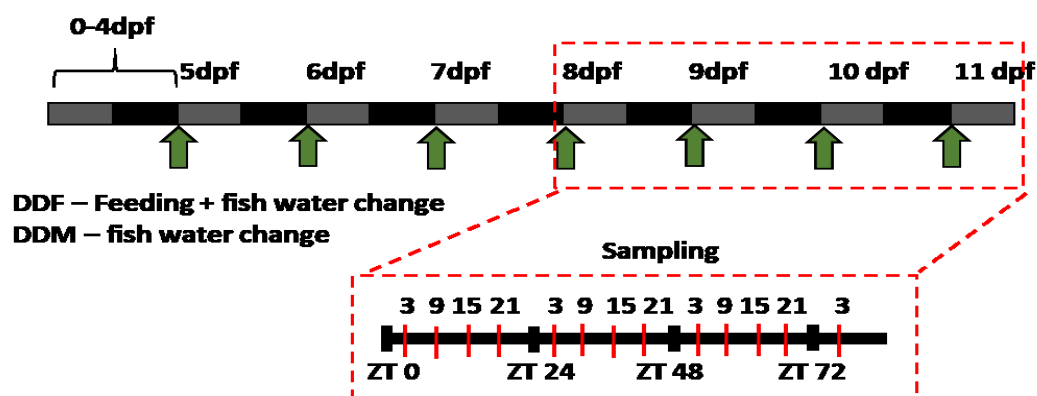 0-4dpf
5dpf 6dpf 7dpf 8dpf 9dpf 10 dpf 11 dpf
DDF – Feeding + fish water change
DDM – fish water change
Sampling
3 9 15 21 3 9 15 21 3 9 15 21 3
ZT 0 ZT 24 ZT 48 ZT 72